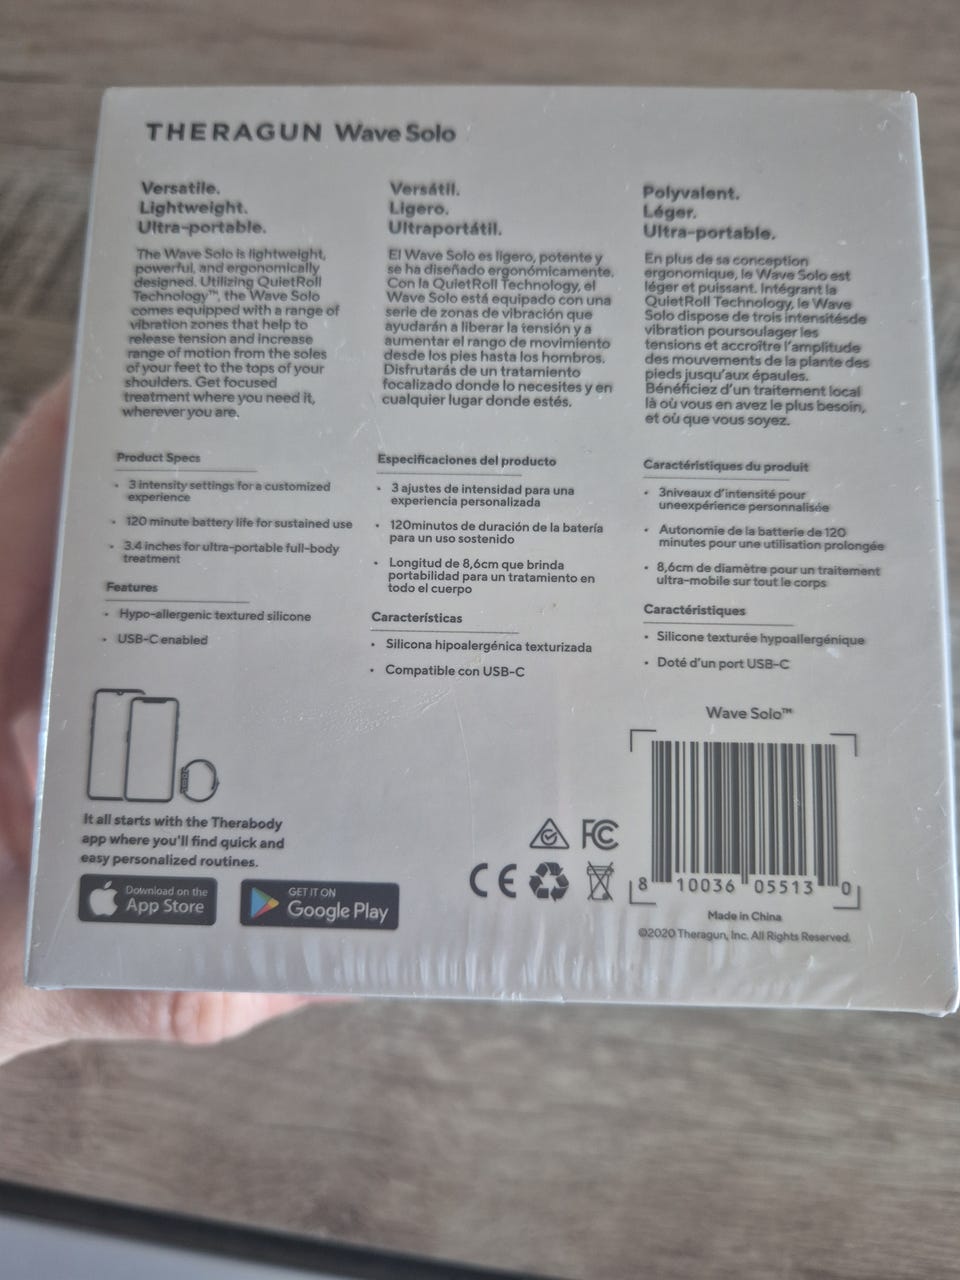 THERAGUN Wave Solo
Versatile.
Lightweight.
Ultra-portable.
The Wave Solo is lightweight,
powerful, and ergonomically
designed. Utilizing QuietRoll
Technology™, the Wave Solo
comes equipped with a range of
vibration zones that help to
release tension and increase
range of motion from the soles
of your feet to the tops of your
shoulders. Get focused
treatment where you need it,
wherever you are.
Product Specs
• 3 intensity settings for a customized
experience
• 120 minute battery life for sustained use
• 3.4 inches for ultra-portable full-body
treatment
Features
• Hypo-allergenic textured silicone
• USB-C enabled
Versátil.
Ligero.
Ultraportátil.
El Wave Solo es ligero, potente y
se ha diseñado ergonómicamente.
Con la QuietRoll Technology, el
Wave Solo está equipado con una
serie de zonas de vibración que
ayudarán a liberar la tensión y a
aumentar el rango de movimiento
desde los pies hasta los hombros.
Disfrutarás de un tratamiento
focalizado donde lo necesites y en
cualquier lugar donde estés.
Especificaciones del producto
• 3 ajustes de intensidad para una
experiencia personalizada
• 120minutos de duración de la batería
para un uso sostenido
• Longitud de 8,6cm que brinda
portabilidad para un tratamiento en
todo el cuerpo
Características
• Silicona hipoalergénica texturizada
• Compatible con USB-C
Polyvalent.
Léger.
Ultra-portable.
En plus de sa conception
ergonomique, le Wave Solo est
léger et puissant. Intégrant la
QuietRoll Technology, le Wave
Solo dispose de trois intensitésde
vibration poursoulager les
tensions et accroître l'amplitude
des mouvements de la plante des
pieds jusqu'aux épaules.
Bénéficiez d'un traitement local
là où vous en avez le plus besoin,
et où que vous soyez.
Caractéristiques du produit
• 3niveaux d'intensité pour
uneexpérience personnalisée
• Autonomie de la batterie de 120
minutes pour une utilisation prolongée
• 8,6cm de diamètre pour un traitement
ultra-mobile sur tout le corps
Caractéristiques
• Silicone texturée hypoallergénique
• Doté d'un port USB-C
It all starts with the Therabody
app where you'll find quick and
easy personalized routines.
Download on the
App Store
GET IT ON
Google Play
FC
CE
Wave Solo™
8 10036 05513 0
Made in China
©2020 Theragun, Inc. All Rights Reserved.